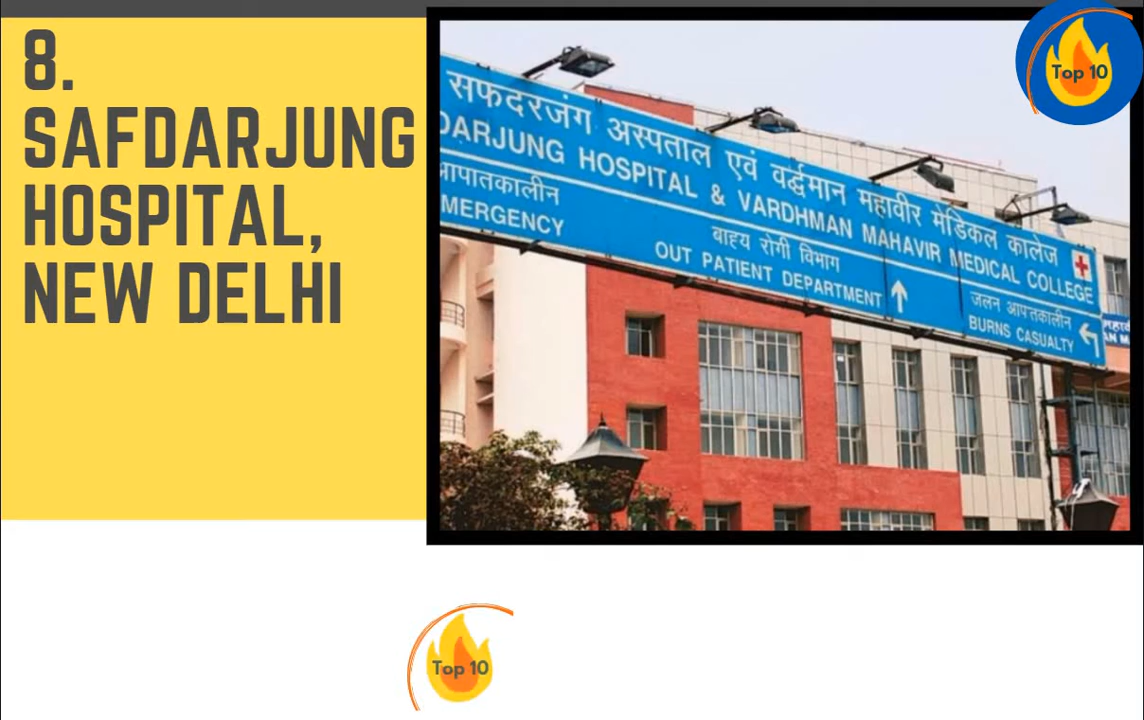 8.
SAFDARJUNG
HOSPITAL,
NEW DELHI
Top 10
सफदरजंग अस्पताल एवं वर्द्धमान महावीर मेडिकल कालेज
DARJUNG HOSPITAL & VARDHMAN MAHAVIR MEDICAL COLLEGE
आपातकालीन
MERGENCY
बाह्य रोगी विभाग
OUT PATIENT DEPARTMENT
जलन आपातकालीन
BURNS CASUALTY
Top 10